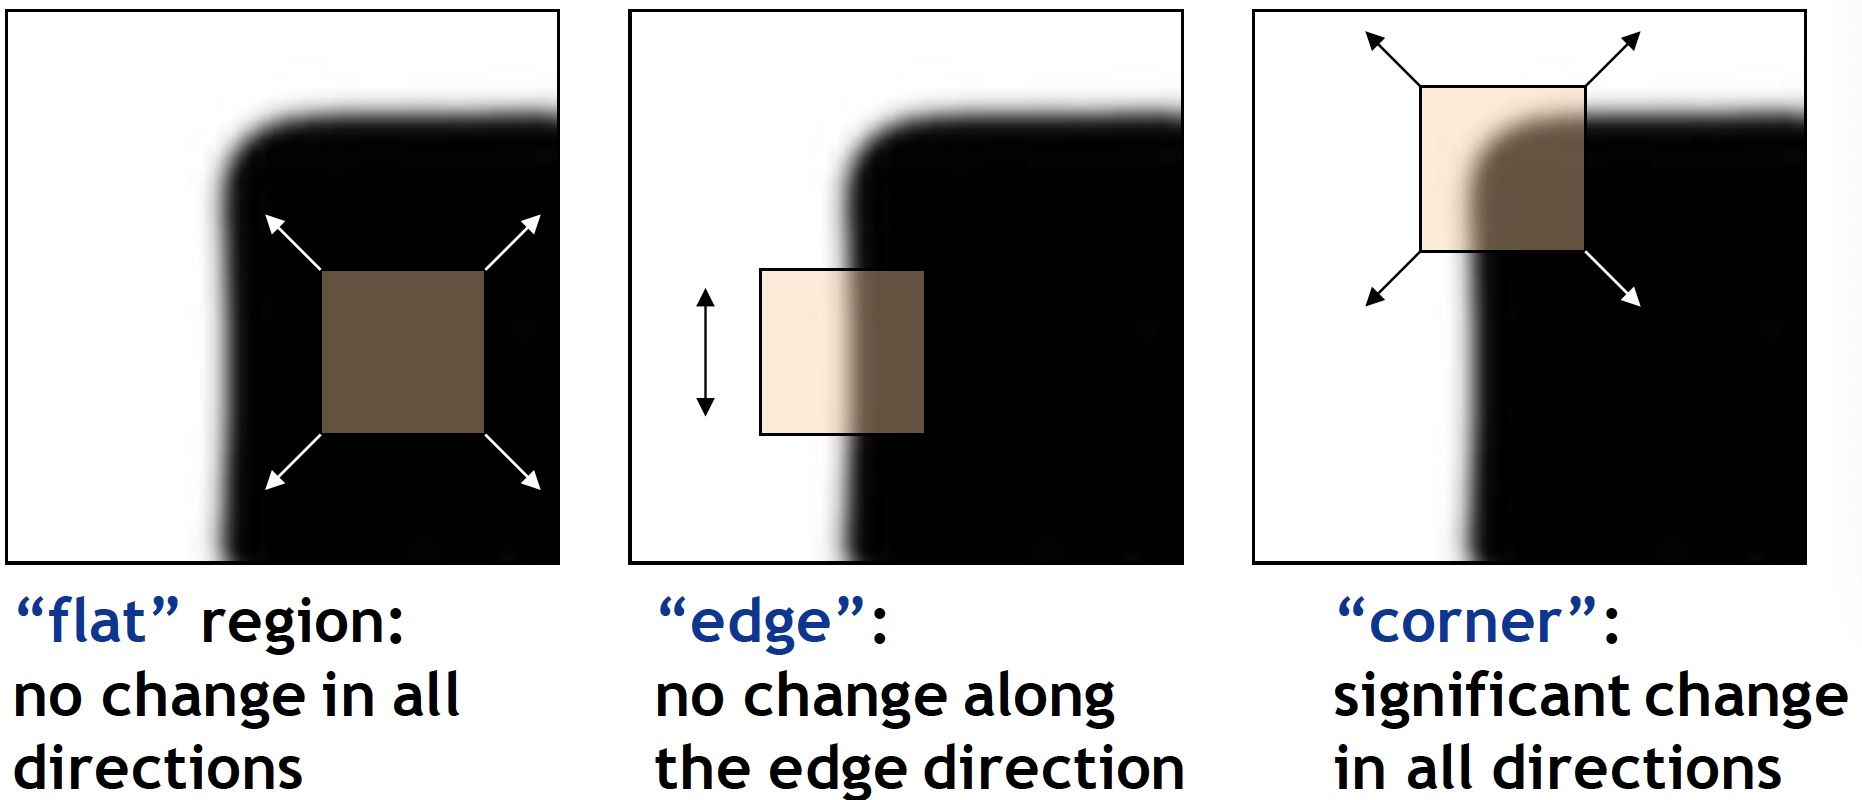 “flat” region:
no change in all
directions
“edge”:
no change along
the edge direction
“corner”:
significant change
in all directions